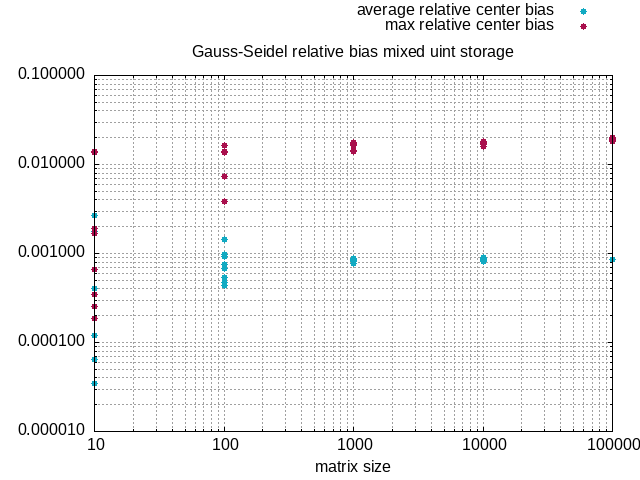 average relative center bias
max relative center bias
Gauss-Seidel relative bias mixed uint storage
0.100000
0.010000
0.001000
0.000100
0.000010
10 100 1000 10000 100000
matrix size